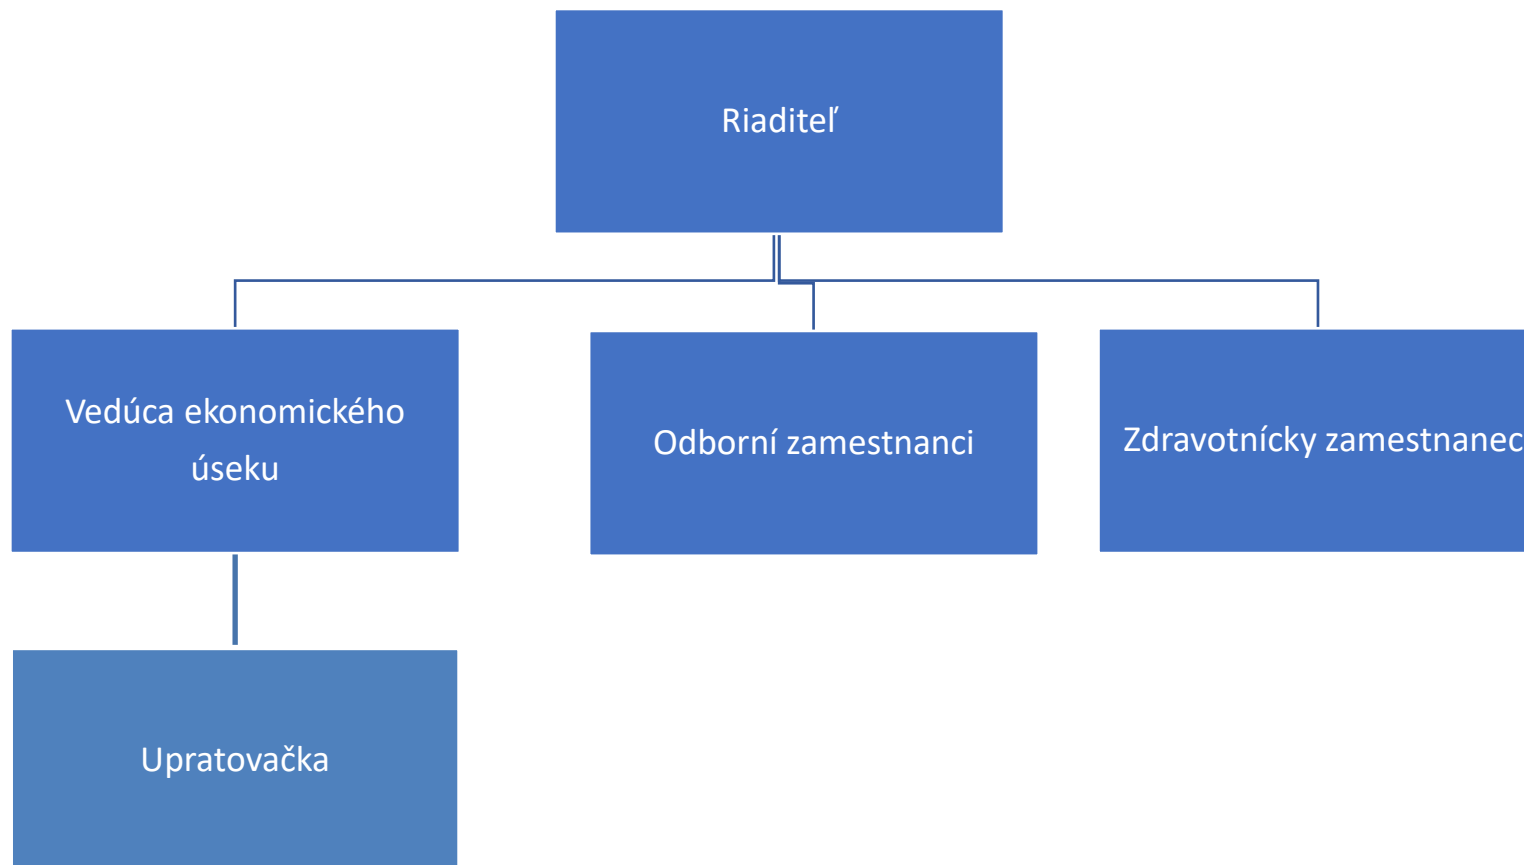 Riaditeľ
Vedúca ekonomického
úseku
Odborní zamestnanci
Zdravotnícky zamestnanec
Upratovačka